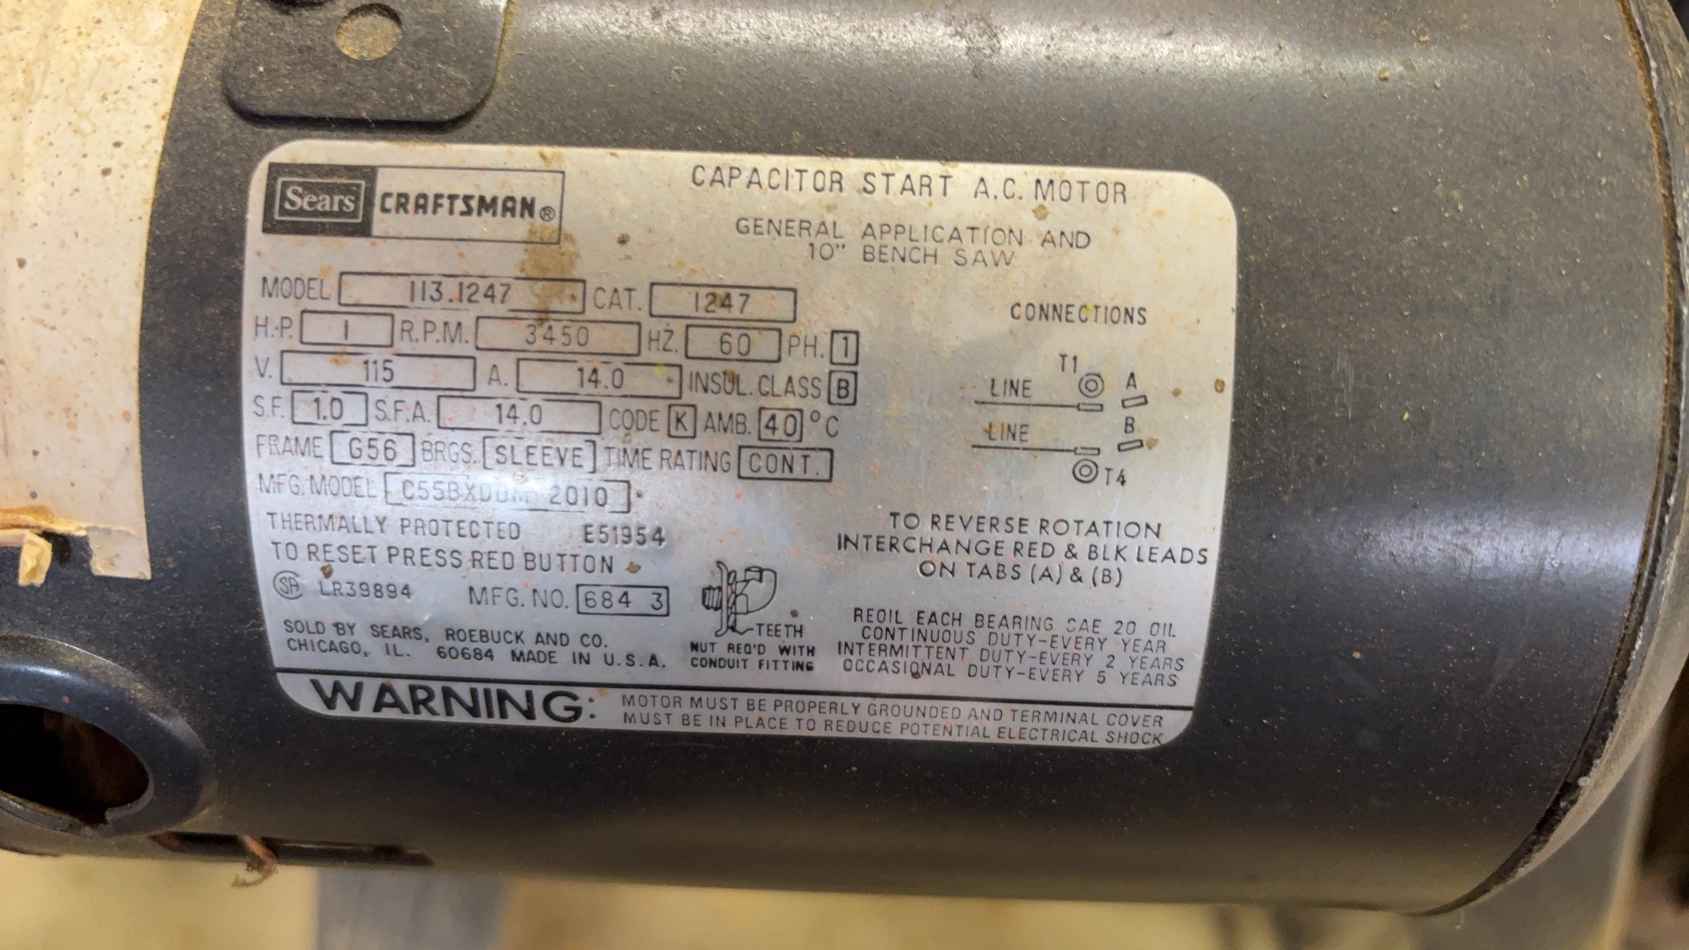 Sears CRAFTSMAN®
CAPACITOR START A.C. MOTOR
GENERAL APPLICATION AND
10" BENCH SAW
MODEL 113.1247 CAT. 1247
H.P. 1 R.P.M. 3450 HZ. 60 PH. 1
V. 115 A. 14.0 INSUL. CLASS B
S.F. 1.0 S.F.A. 14.0 CODE K AMB. 40 °C
FRAME G56 BRGS. SLEEVE TIME RATING CONT.
MFG. MODEL 2010
THERMALLY PROTECTED E51954
TO RESET PRESS RED BUTTON
SA LR39894 MFG. NO. 684 3
SOLD BY SEARS, ROEBUCK AND CO.
CHICAGO, IL. 60684 MADE IN U.S.A.
TEETH
NUT REQ'D WITH
CONDUIT FITTING
CONNECTIONS
T1
LINE A
LINE B
T4
TO REVERSE ROTATION
INTERCHANGE RED & BLK LEADS
ON TABS (A) & (B)
REOIL EACH BEARING SAE 20 OIL
CONTINUOUS DUTY-EVERY YEAR
INTERMITTENT DUTY-EVERY 2 YEARS
OCCASIONAL DUTY-EVERY 5 YEARS
WARNING: MOTOR MUST BE PROPERLY GROUNDED AND TERMINAL COVER
MUST BE IN PLACE TO REDUCE POTENTIAL ELECTRICAL SHOCK